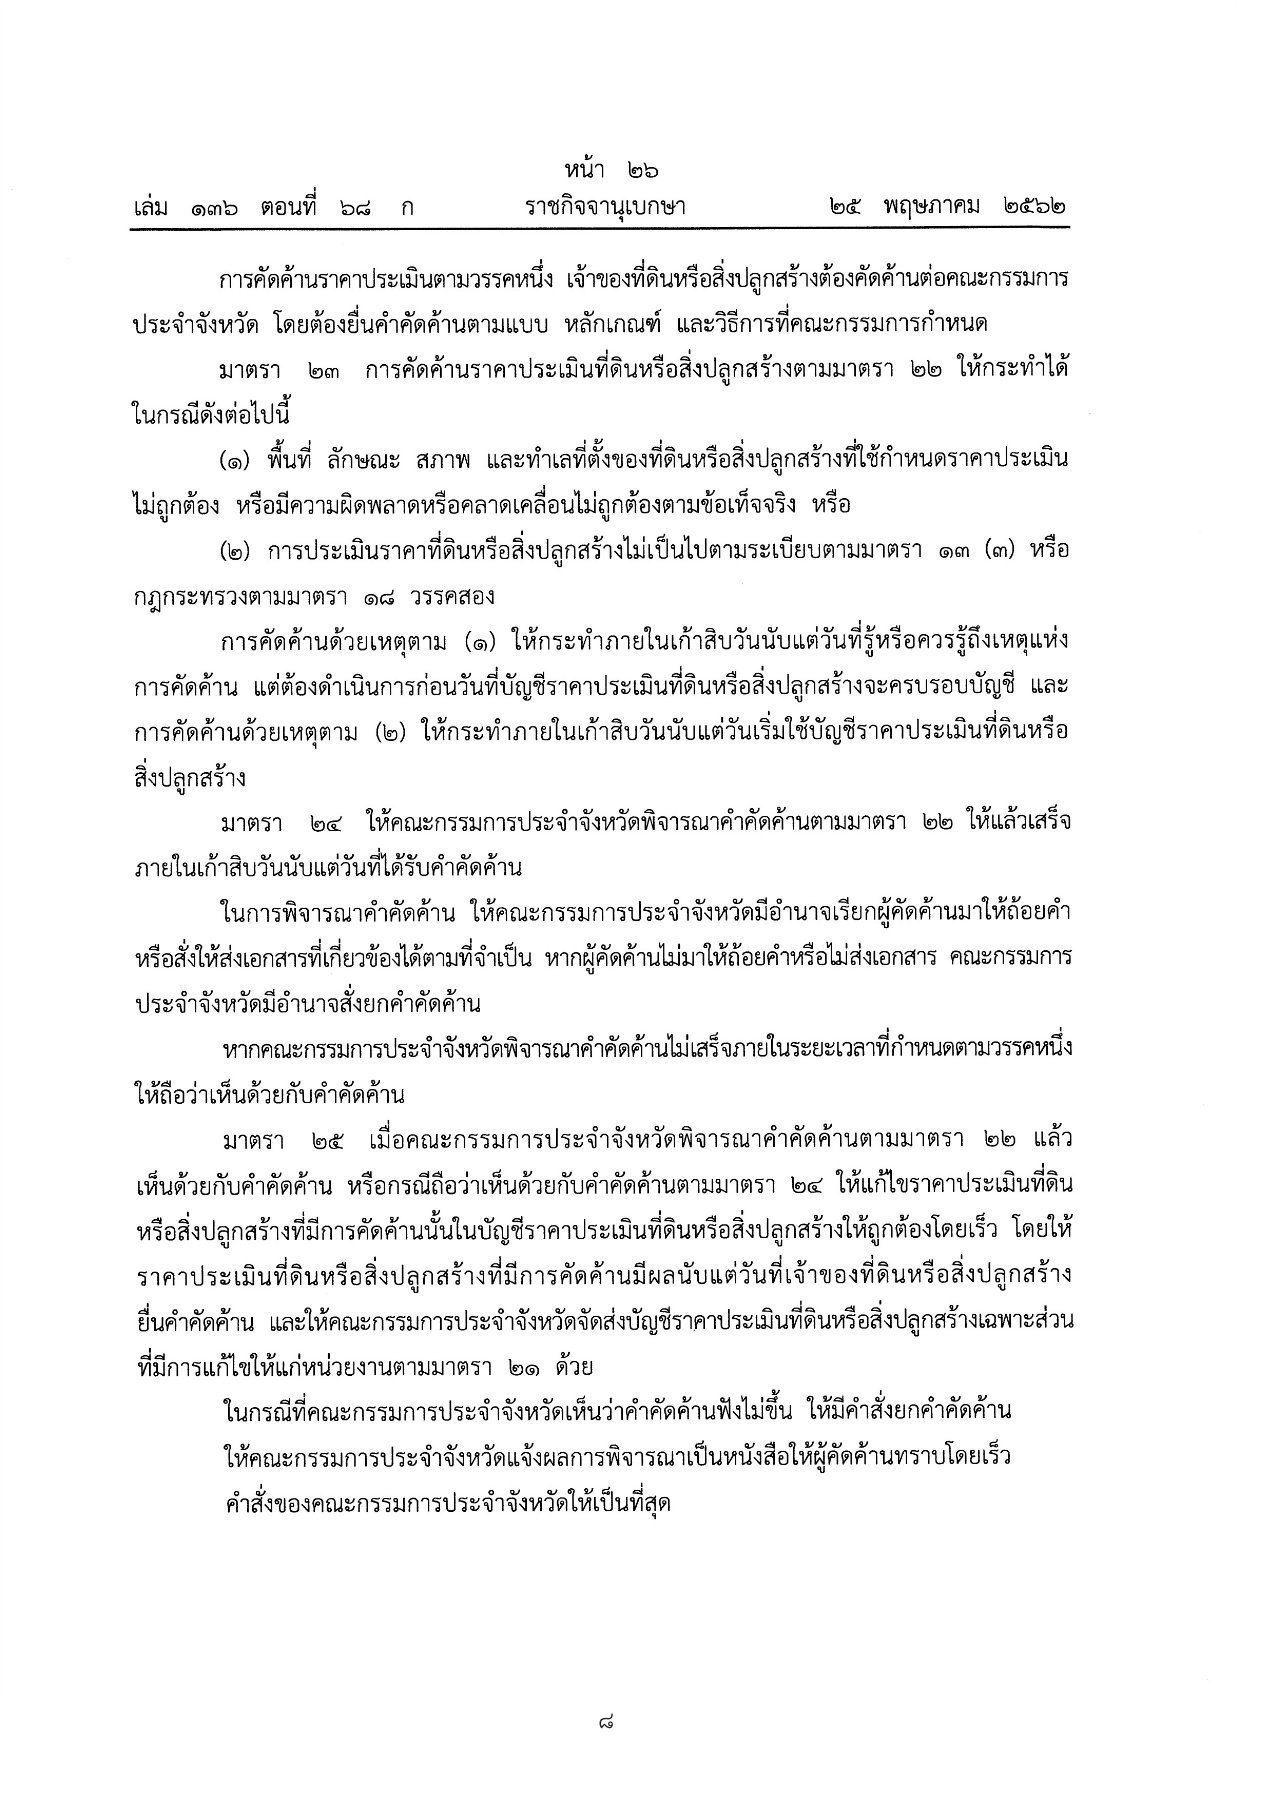 หน้า ๒๖
เล่ม ๑๓๖ ตอนที่ ๖๘ ก ราชกิจจานุเบกษา ๒๕ พฤษภาคม ๒๕๖๒
การคัดค้านราคาประเมินตามวรรคหนึ่ง เจ้าของที่ดินหรือสิ่งปลูกสร้างต้องคัดค้านต่อคณะกรรมการ
ประจำจังหวัด โดยต้องยื่นคำคัดค้านตามแบบ หลักเกณฑ์ และวิธีการที่คณะกรรมการกำหนด
มาตรา ๒๓ การคัดค้านราคาประเมินที่ดินหรือสิ่งปลูกสร้างตามมาตรา ๒๒ ให้กระทำได้
ในกรณีดังต่อไปนี้
(๑) พื้นที่ ลักษณะ สภาพ และทำเลที่ตั้งของที่ดินหรือสิ่งปลูกสร้างที่ใช้กำหนดราคาประเมิน
ไม่ถูกต้อง หรือมีความผิดพลาดหรือคลาดเคลื่อนไม่ถูกต้องตามข้อเท็จจริง หรือ
(๒) การประเมินราคาที่ดินหรือสิ่งปลูกสร้างไม่เป็นไปตามระเบียบตามมาตรา ๑๓ (๓) หรือ
กฎกระทรวงตามมาตรา ๑๘ วรรคสอง
การคัดค้านด้วยเหตุตาม (๑) ให้กระทำภายในเก้าสิบวันนับแต่วันที่รู้หรือควรรู้ถึงเหตุแห่ง
การคัดค้าน แต่ต้องดำเนินการก่อนวันที่บัญชีราคาประเมินที่ดินหรือสิ่งปลูกสร้างจะครบรอบบัญชี และ
การคัดค้านด้วยเหตุตาม (๒) ให้กระทำภายในเก้าสิบวันนับแต่วันเริ่มใช้บัญชีราคาประเมินที่ดินหรือ
สิ่งปลูกสร้าง
มาตรา ๒๔ ให้คณะกรรมการประจำจังหวัดพิจารณาคำคัดค้านตามมาตรา ๒๒ ให้แล้วเสร็จ
ภายในเก้าสิบวันนับแต่วันที่ได้รับคำคัดค้าน
ในการพิจารณาคำคัดค้าน ให้คณะกรรมการประจำจังหวัดมีอำนาจเรียกผู้คัดค้านมาให้ถ้อยคำ
หรือสั่งให้ส่งเอกสารที่เกี่ยวข้องได้ตามที่จำเป็น หากผู้คัดค้านไม่มาให้ถ้อยคำหรือไม่ส่งเอกสาร คณะกรรมการ
ประจำจังหวัดมีอำนาจสั่งยกคำคัดค้าน
หากคณะกรรมการประจำจังหวัดพิจารณาคำคัดค้านไม่เสร็จภายในระยะเวลาที่กำหนดตามวรรคหนึ่ง
ให้ถือว่าเห็นด้วยกับคำคัดค้าน
มาตรา ๒๕ เมื่อคณะกรรมการประจำจังหวัดพิจารณาคำคัดค้านตามมาตรา ๒๒ แล้ว
เห็นด้วยกับคำคัดค้าน หรือกรณีถือว่าเห็นด้วยกับคำคัดค้านตามมาตรา ๒๔ ให้แก้ไขราคาประเมินที่ดิน
หรือสิ่งปลูกสร้างที่มีการคัดค้านนั้นในบัญชีราคาประเมินที่ดินหรือสิ่งปลูกสร้างให้ถูกต้องโดยเร็ว โดยให้
ราคาประเมินที่ดินหรือสิ่งปลูกสร้างที่มีการคัดค้านมีผลนับแต่วันที่เจ้าของที่ดินหรือสิ่งปลูกสร้าง
ยื่นคำคัดค้าน และให้คณะกรรมการประจำจังหวัดจัดส่งบัญชีราคาประเมินที่ดินหรือสิ่งปลูกสร้างเฉพาะส่วน
ที่มีการแก้ไขให้แก่หน่วยงานตามมาตรา ๒๑ ด้วย
ในกรณีที่คณะกรรมการประจำจังหวัดเห็นว่าคำคัดค้านฟังไม่ขึ้น ให้มีคำสั่งยกคำคัดค้าน
ให้คณะกรรมการประจำจังหวัดแจ้งผลการพิจารณาเป็นหนังสือให้ผู้คัดค้านทราบโดยเร็ว
คำสั่งของคณะกรรมการประจำจังหวัดให้เป็นที่สุด
๘